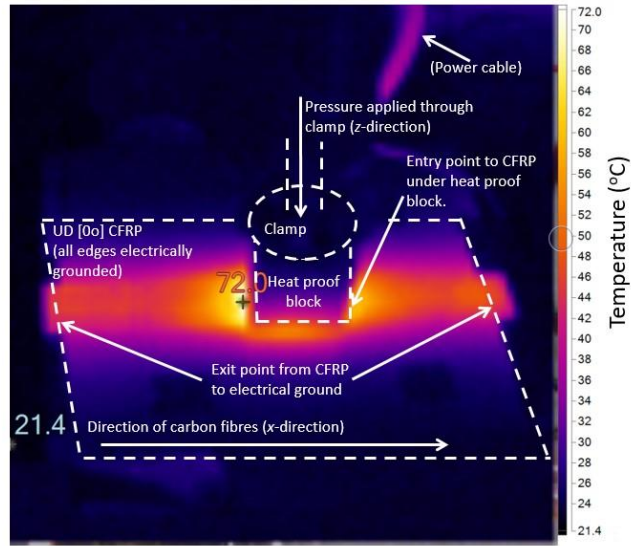 (Power cable)
Pressure applied through
clamp (z-direction)
Entry point to CFRP
under heat proof
block.
UD [0o] CFRP
(all edges electrically
grounded)
Clamp
72.0
Heat proof
block
Exit point from CFRP
to electrical ground
21.4
Direction of carbon fibres (x-direction)
72.0
70
68
66
64
62
60
58
56
54
52
50
48
46
44
42
40
38
36
34
32
30
28
26
24
21.4
Temperature (°C)